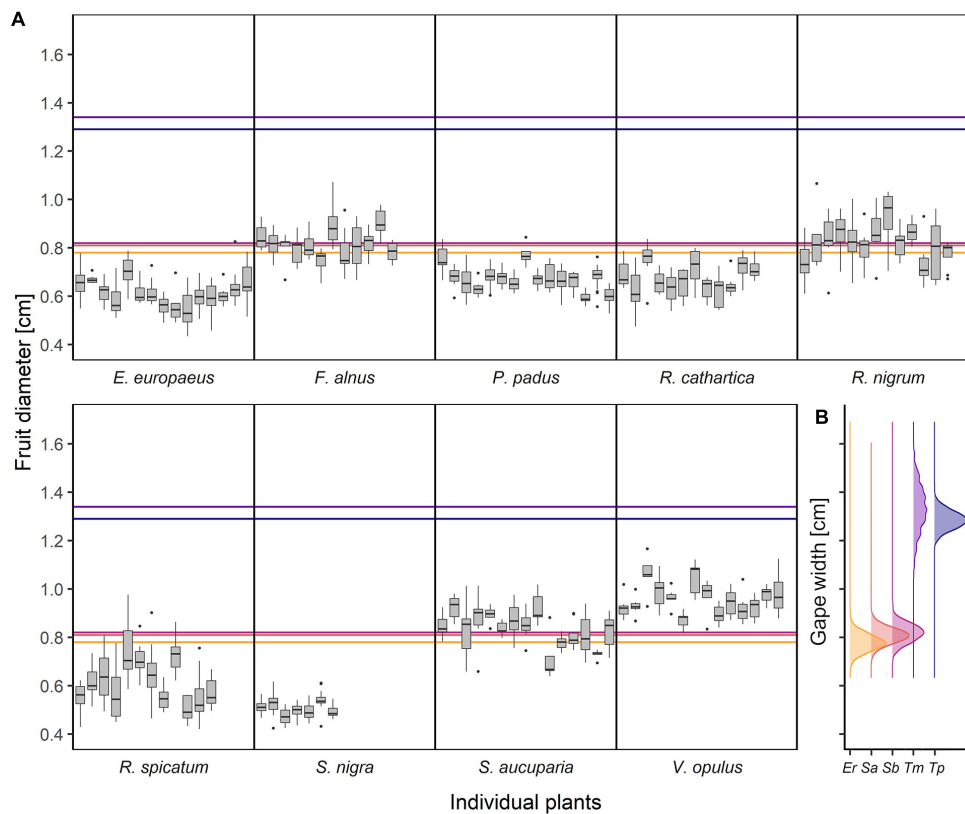 A
Fruit diameter [cm]
1.6
1.4
1.2
1.0
0.8
0.6
0.4
E. europaeus F. alnus P. padus R. cathartica R. nigrum
1.6
1.4
1.2
1.0
0.8
0.6
0.4
R. spicatum S. nigra S. aucuparia V. opulus
Individual plants
B
Gape width [cm]
Er Sa Sb Tm Tp